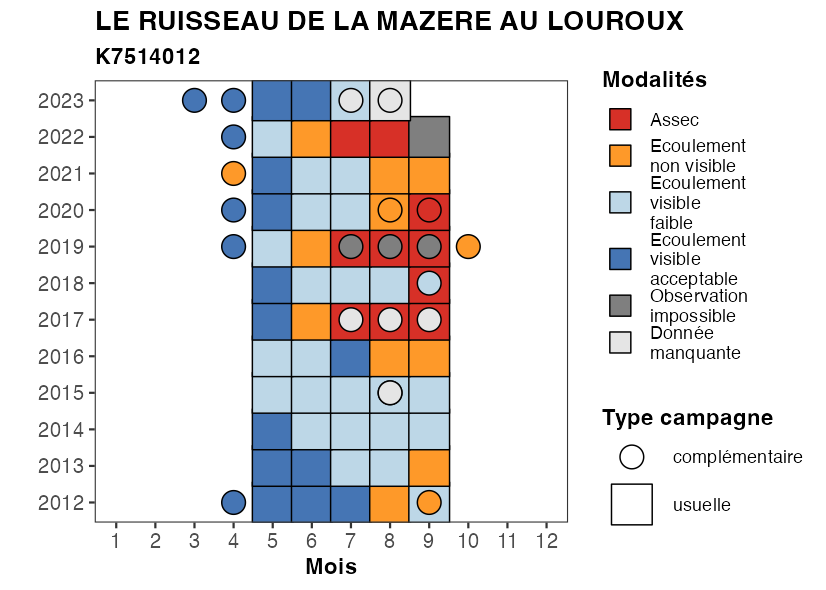 LE RUISSEAU DE LA MAZERE AU LOUROUX
K7514012
2023
2022
2021
2020
2019
2018
2017
2016
2015
2014
2013
2012
1 2 3 4 5 6 7 8 9 10 11 12
Mois
Modalités
Assec
Ecoulement
non visible
Ecoulement
visible
faible
Ecoulement
visible
acceptable
Observation
impossible
Donnée
manquante
Type campagne
complémentaire
usuelle